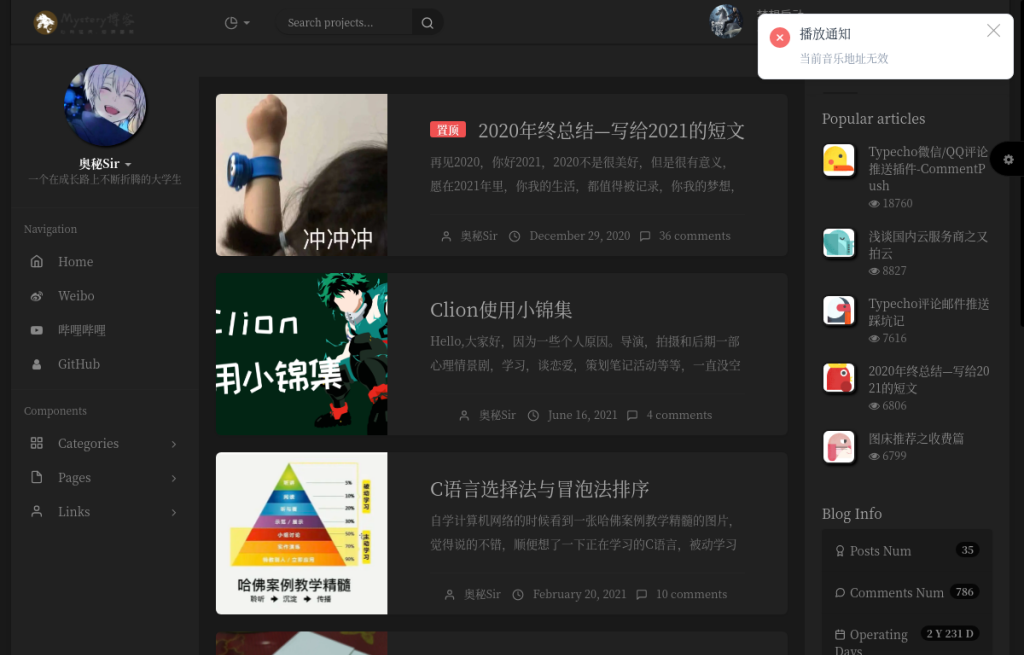 Mystery博客
Search projects...
播放通知
当前音乐地址无效
奥秘Sir
一个在成长路上不断折腾的大学生
Navigation
Home
Weibo
哔哩哔哩
GitHub
Components
Categories
Pages
Links
冲冲冲
置顶 2020年终总结—写给2021的短文
再见2020，你好2021，2020不是很美好，但是很有意义，
愿在2021年里，你我的生活，都值得被记录，你我的梦想，
奥秘Sir December 29, 2020 36 comments
Clion
用小锦集
Clion使用小锦集
Hello,大家好，因为一些个人原因。导演，拍摄和后期一部
心理情景剧，学习，谈恋爱，策划笔记活动等等，一直没空
奥秘Sir June 16, 2021 4 comments
哈佛案例教学精髓
聆听 → 沉淀 → 传播
C语言选择法与冒泡法排序
自学计算机网络的时候看到一张哈佛案例教学精髓的图片，
觉得说的不错，顺便想了一下正在学习的C语言，被动学习
奥秘Sir February 20, 2021 10 comments
Popular articles
Typecho微信/QQ评论
推送插件-CommentP
ush
18760
浅谈国内云服务商之又
拍云
8827
Typecho评论邮件推送
踩坑记
7616
2020年终总结—写给20
21的短文
6806
图床推荐之收费篇
6799
Blog Info
Posts Num 35
Comments Num 786
Operating 2 Y 231 D
Days